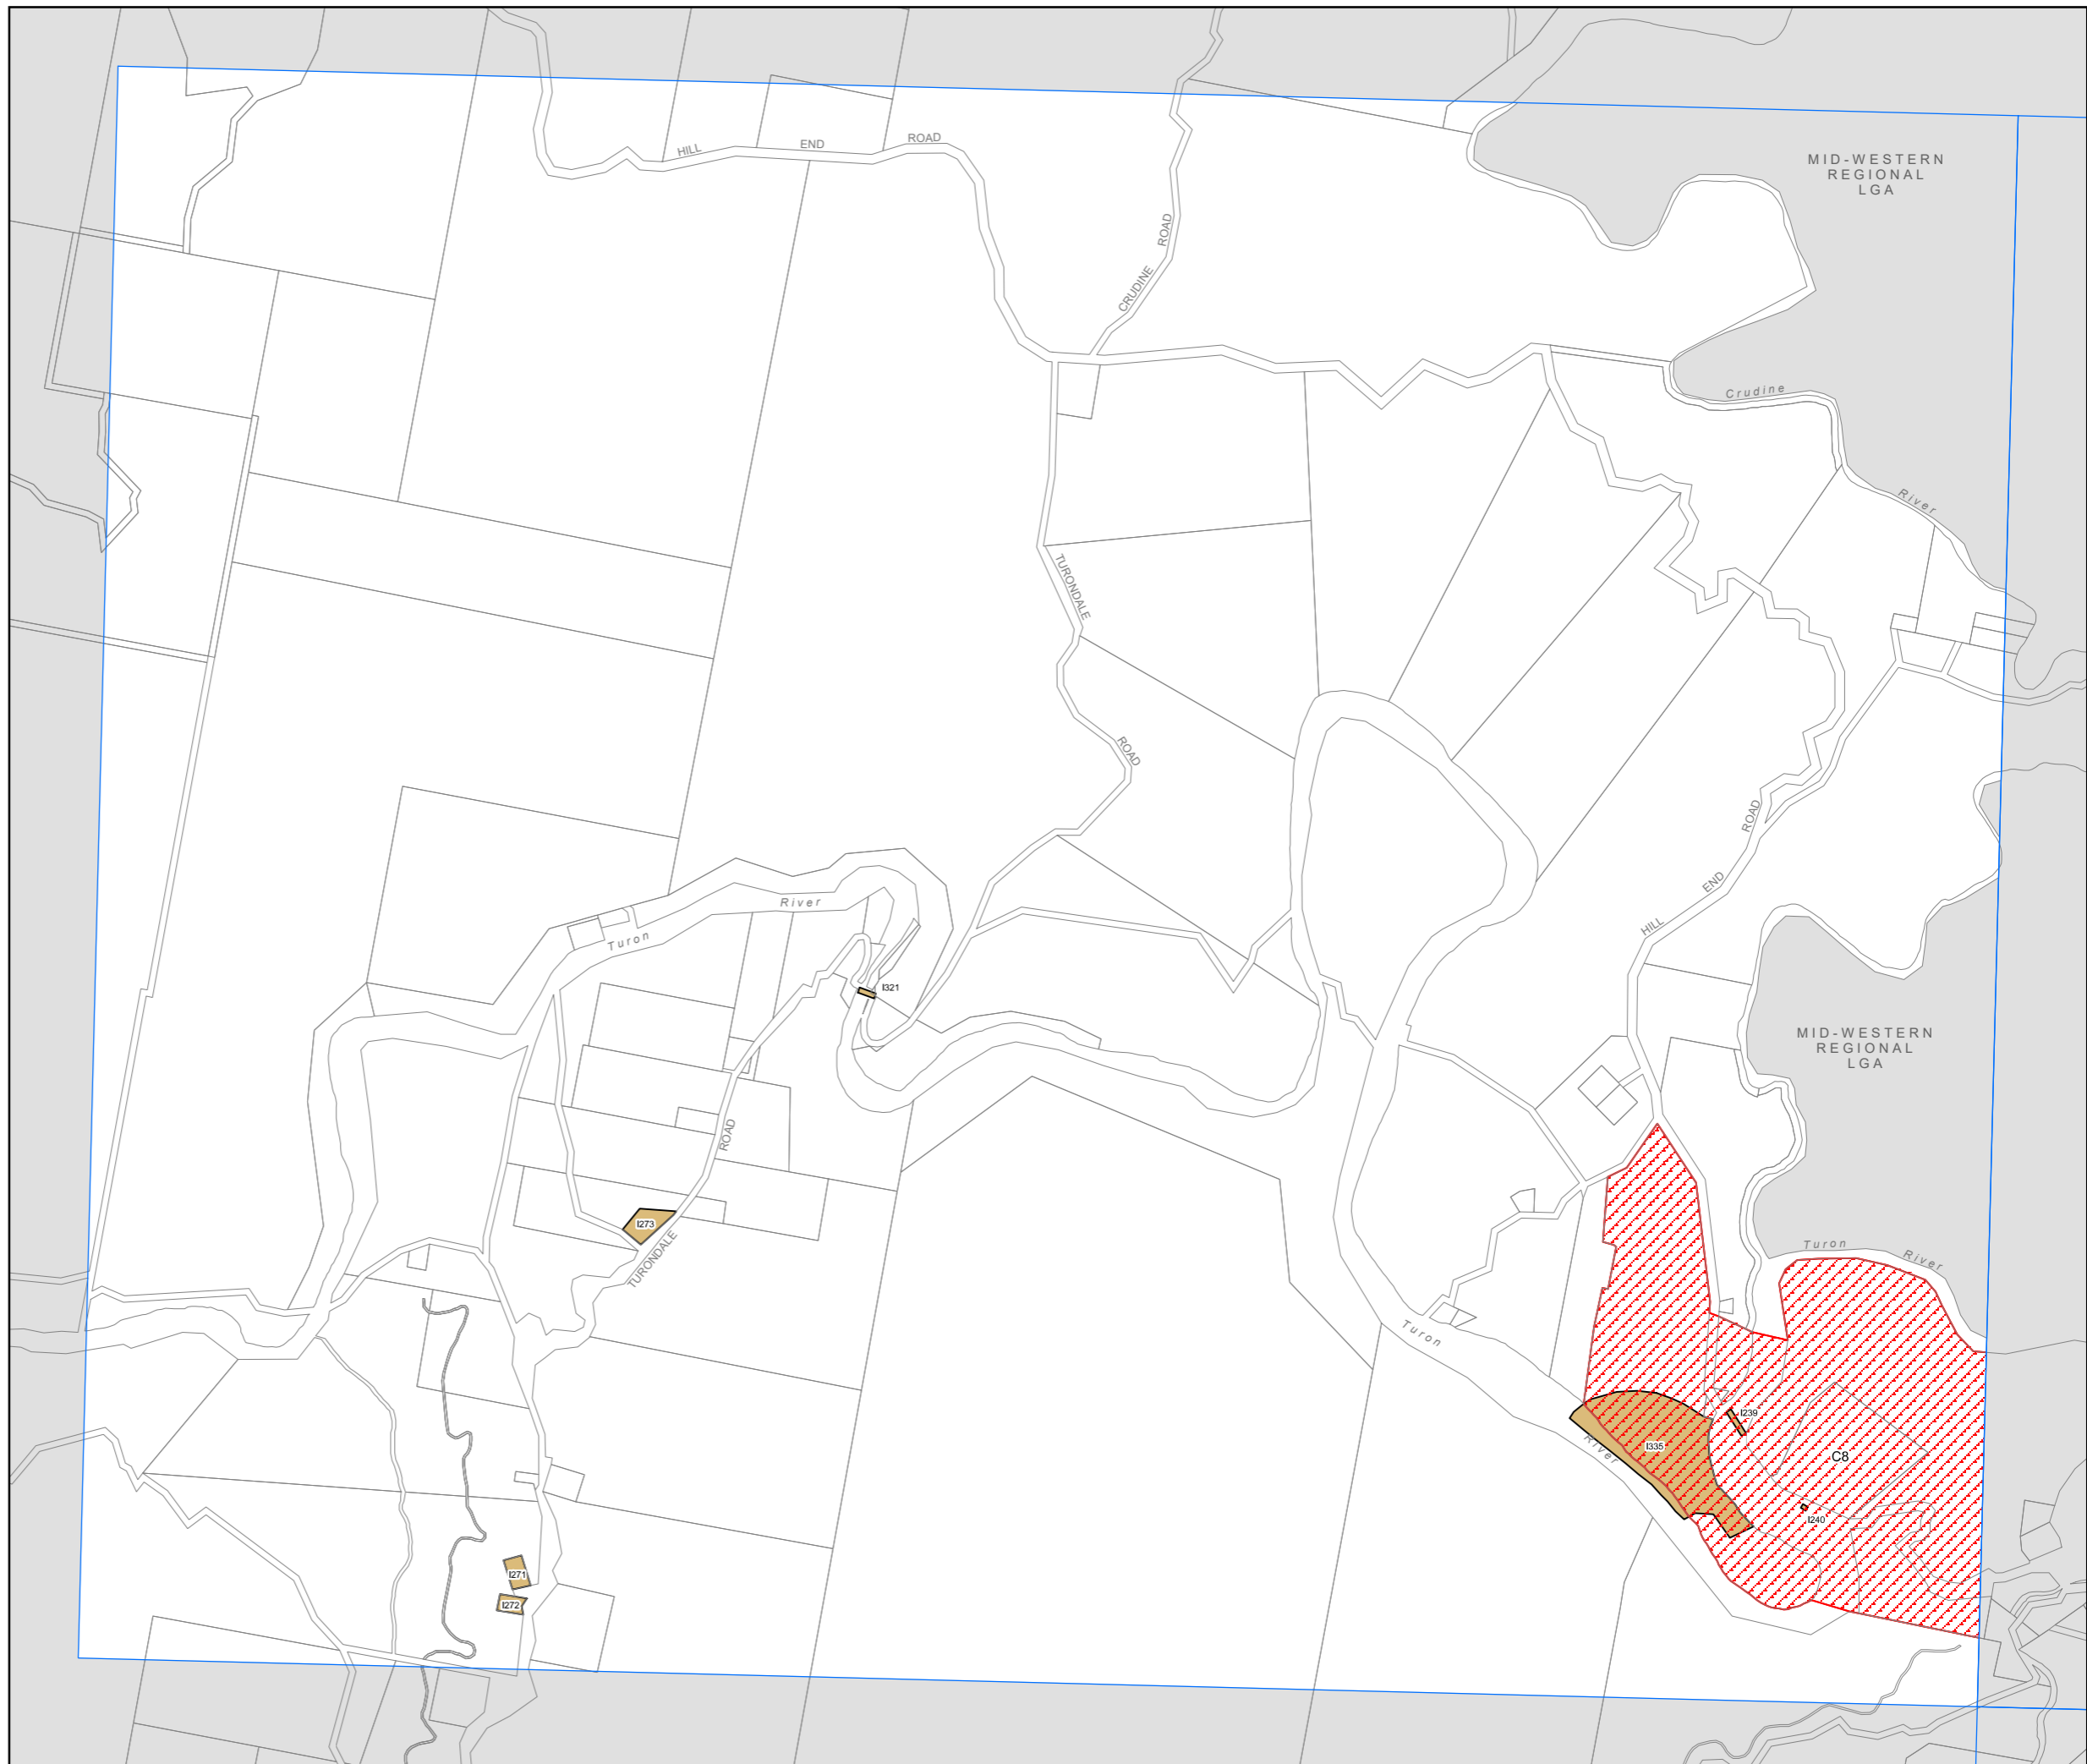 HILL
END
ROAD
MID-WESTERN
REGIONAL
LGA
CRUDINE
ROAD
Crudine
River
TURONDALE
ROAD
ROAD
END
HILL
River
Turon
I321
MID-WESTERN
REGIONAL
LGA
ROAD
I273
TURONDALE
Turon
River
Turon
River
I239
I335
C8
I240
I271
I272